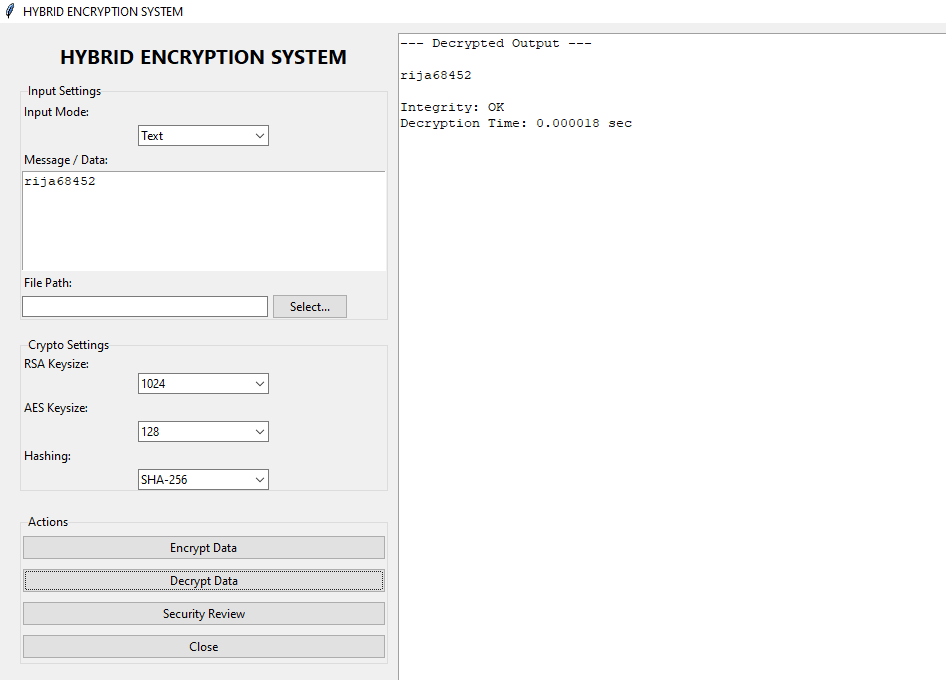 HYBRID ENCRYPTION SYSTEM
HYBRID ENCRYPTION SYSTEM
Input Settings
Input Mode:
Text
Message / Data:
rija68452
File Path:
Select...
Crypto Settings
RSA Keysize:
1024
AES Keysize:
128
Hashing:
SHA-256
Actions
Encrypt Data
Decrypt Data
Security Review
Close
--- Decrypted Output ---
rija68452
Integrity: OK
Decryption Time: 0.000018 sec